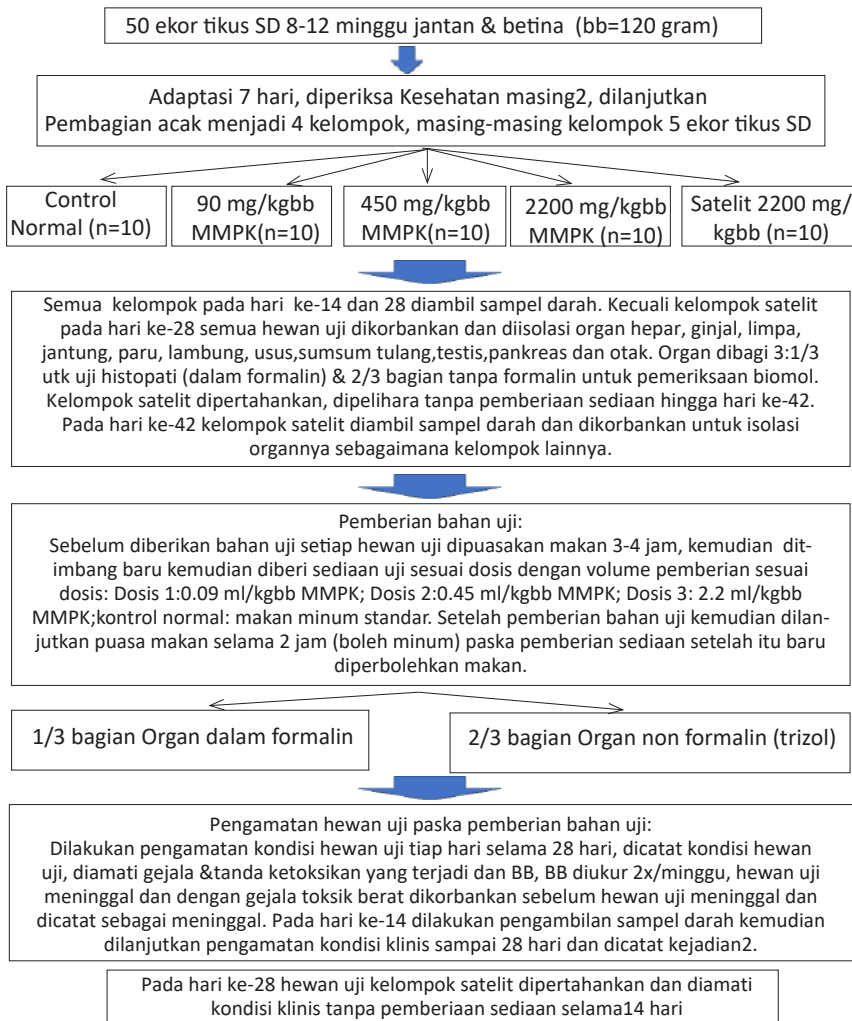 50 ekor tikus SD 8-12 minggu jantan & betina  (bb=120 gram)
Adaptasi 7 hari, diperiksa Kesehatan masing2, dilanjutkan
Pembagian acak menjadi 4 kelompok, masing-masing kelompok 5 ekor tikus SD
Control
Normal (n=10)
90 mg/kgbb
MMPK(n=10)
450 mg/kgbb
MMPK(n=10)
2200 mg/kgbb
MMPK (n=10)
Satelit 2200 mg/
kgbb (n=10)
Semua  kelompok pada hari  ke-14 dan 28 diambil sampel darah. Kecuali kelompok satelit
pada hari ke-28 semua hewan uji dikorbankan dan diisolasi organ hepar, ginjal, limpa,
jantung, paru, lambung, usus,sumsum tulang,testis,pankreas dan otak. Organ dibagi 3:1/3
utk uji histopati (dalam formalin) & 2/3 bagian tanpa formalin untuk pemeriksaan biomol.
Kelompok satelit dipertahankan, dipelihara tanpa pemberiaan sediaan hingga hari ke-42.
Pada hari ke-42 kelompok satelit diambil sampel darah dan dikorbankan untuk isolasi
organnya sebagaimana kelompok lainnya.
Pemberian bahan uji:
Sebelum diberikan bahan uji setiap hewan uji dipuasakan makan 3-4 jam, kemudian  dit-
imbang baru kemudian diberi sediaan uji sesuai dosis dengan volume pemberian sesuai
dosis: Dosis 1:0.09 ml/kgbb MMPK; Dosis 2:0.45 ml/kgbb MMPK; Dosis 3: 2.2 ml/kgbb
MMPK;kontrol normal: makan minum standar. Setelah pemberian bahan uji kemudian dilan-
jutkan puasa makan selama 2 jam (boleh minum) paska pemberian sediaan setelah itu baru
diperbolehkan makan.
1/3 bagian Organ dalam formalin
2/3 bagian Organ non formalin (trizol)
Pengamatan hewan uji paska pemberian bahan uji:
Dilakukan pengamatan kondisi hewan uji tiap hari selama 28 hari, dicatat kondisi hewan
uji, diamati gejala &tanda ketoksikan yang terjadi dan BB, BB diukur 2x/minggu, hewan uji
meninggal dan dengan gejala toksik berat dikorbankan sebelum hewan uji meninggal dan
dicatat sebagai meninggal. Pada hari ke-14 dilakukan pengambilan sampel darah kemudian
dilanjutkan pengamatan kondisi klinis sampai 28 hari dan dicatat kejadian2.
Pada hari ke-28 hewan uji kelompok satelit dipertahankan dan diamati
kondisi klinis tanpa pemberiaan sediaan selama14 hari